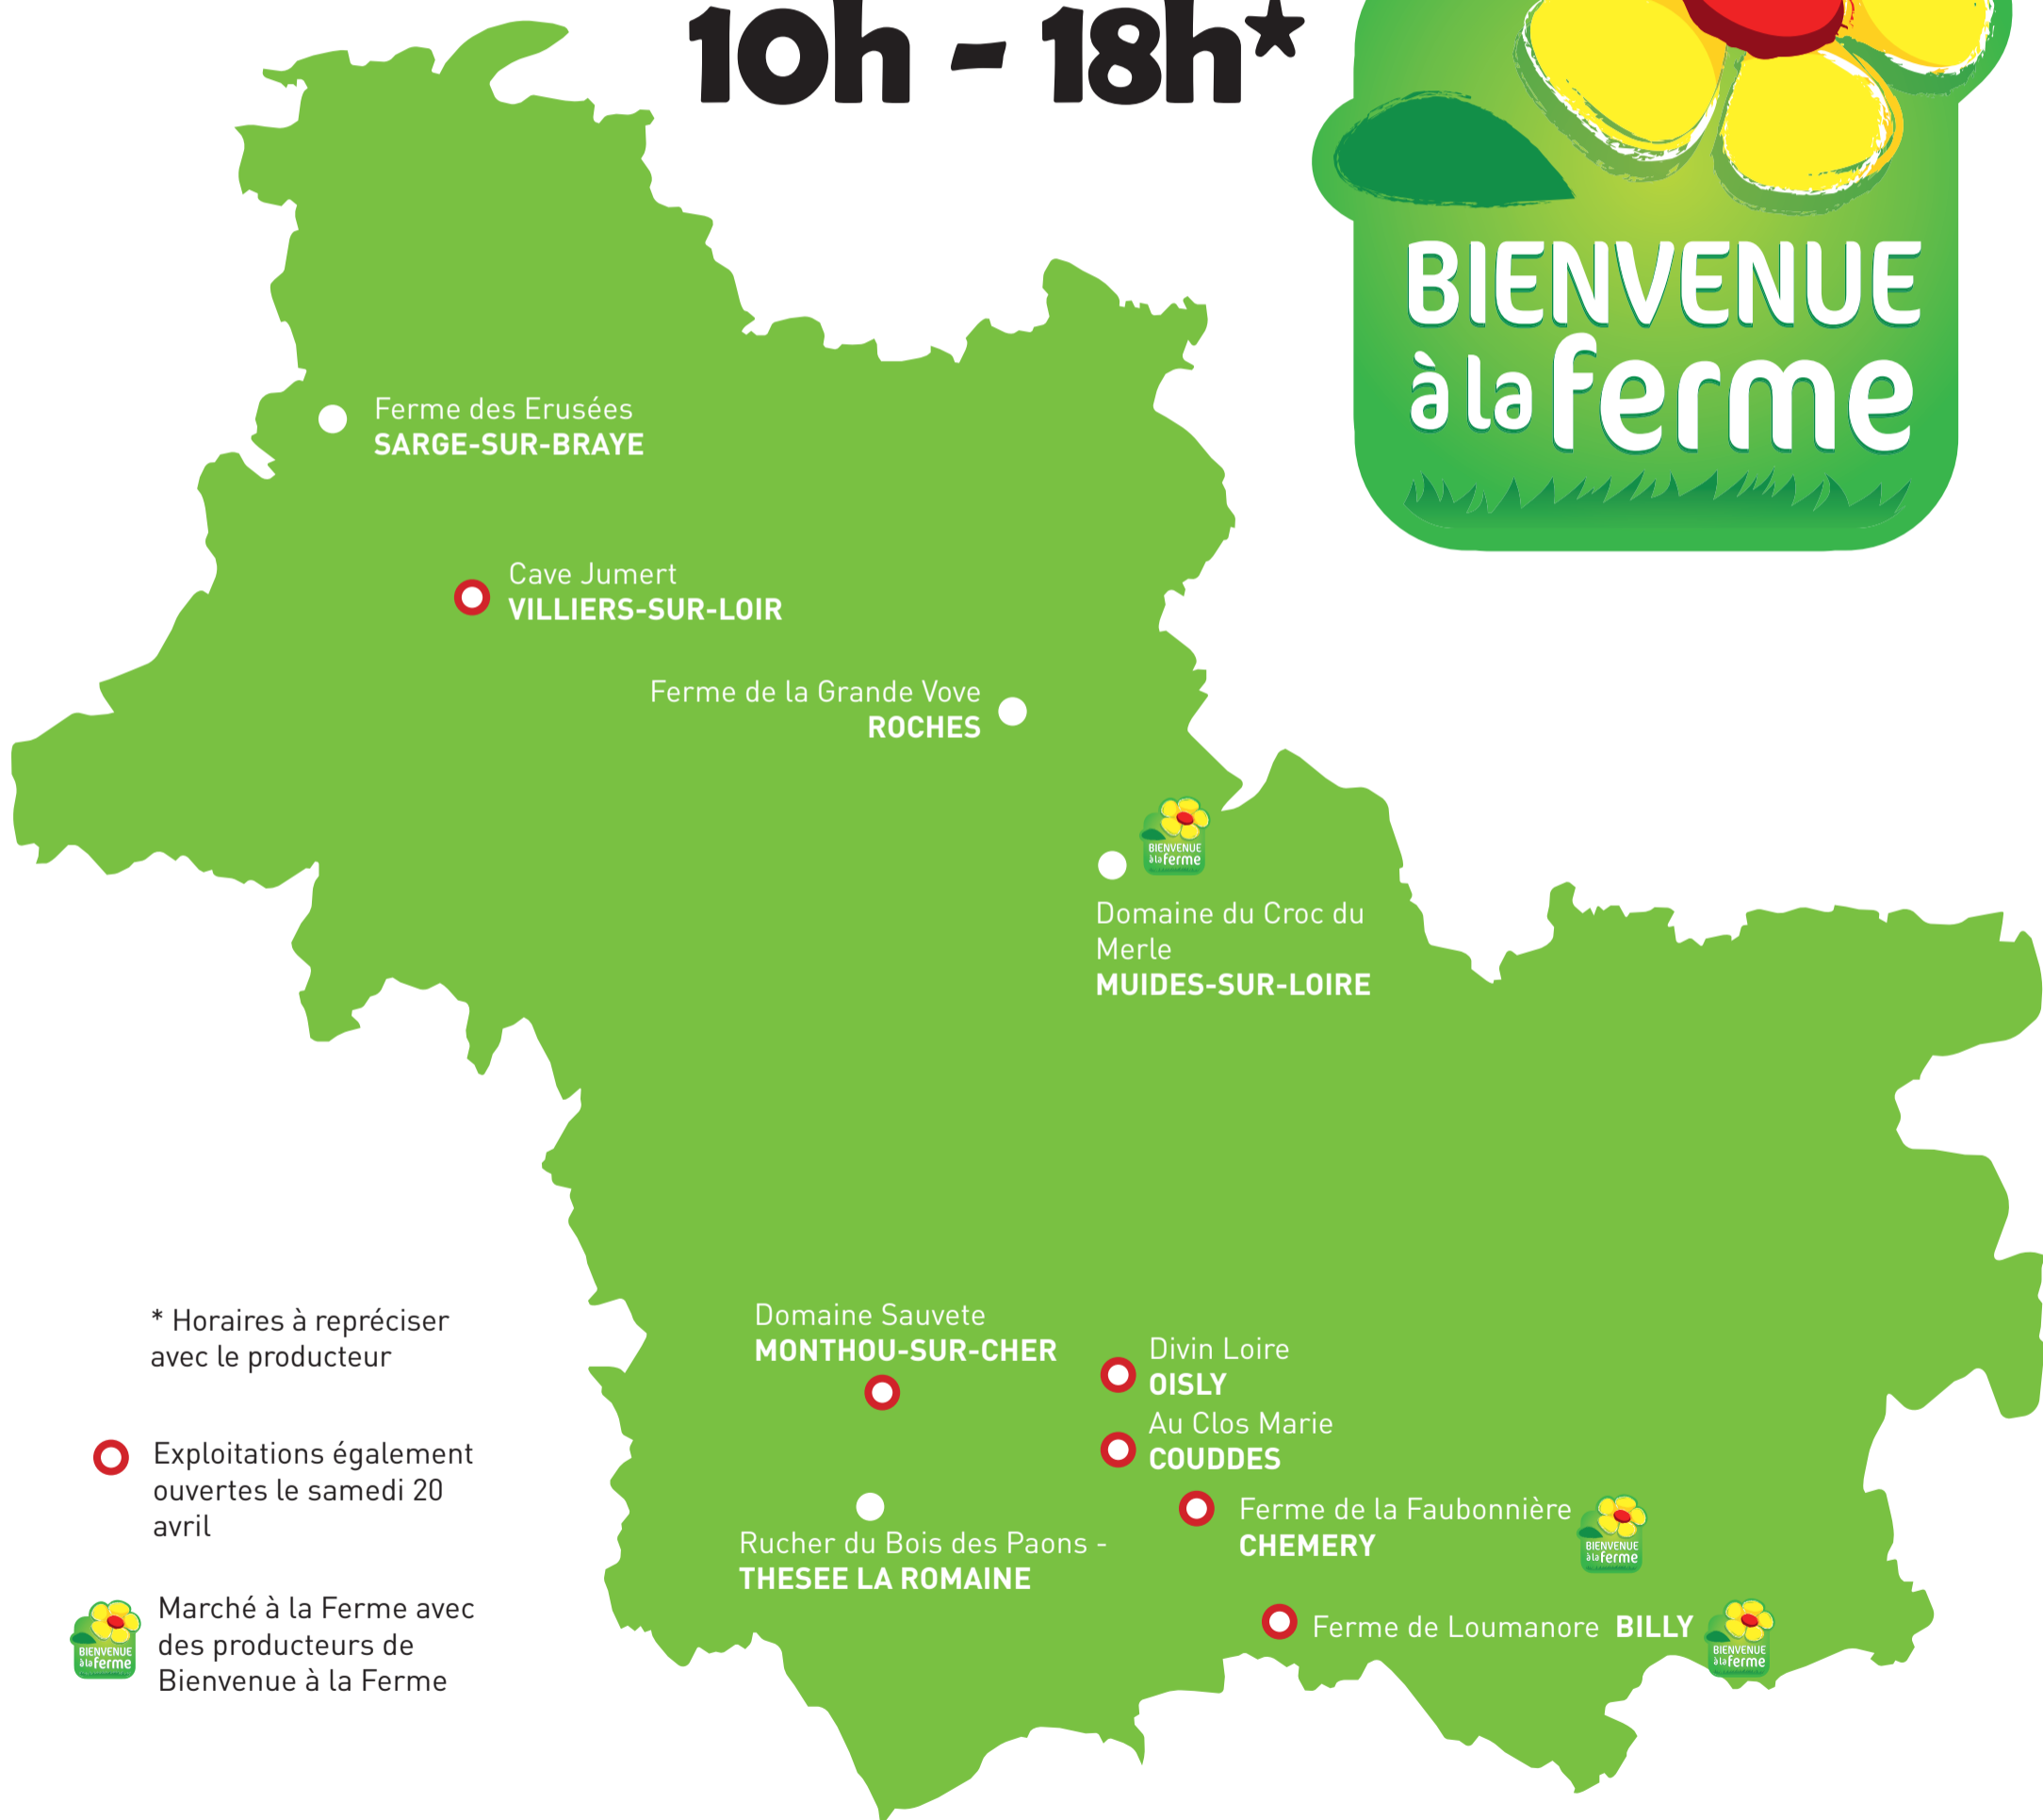 10h - 18h*
BIENVENUE
à la ferme
Ferme des Erusées
SARGE-SUR-BRAYE
Cave Jumert
VILLIERS-SUR-LOIR
Ferme de la Grande Vove
ROCHES
BIENVENUE
à la ferme
Domaine du Croc du
Merle
MUIDES-SUR-LOIRE
Domaine Sauvete
MONTHOU-SUR-CHER
Divin Loire
OISLY
Au Clos Marie
COUDDES
Ferme de la Faubonnière
CHEMERY
BIENVENUE
à la ferme
Rucher du Bois des Paons -
THESEE LA ROMAINE
Ferme de Loumanore BILLY
BIENVENUE
à la ferme
* Horaires à repréciser
avec le producteur
Exploitations également
ouvertes le samedi 20
avril
BIENVENUE
à la ferme
Marché à la Ferme avec
des producteurs de
Bienvenue à la Ferme